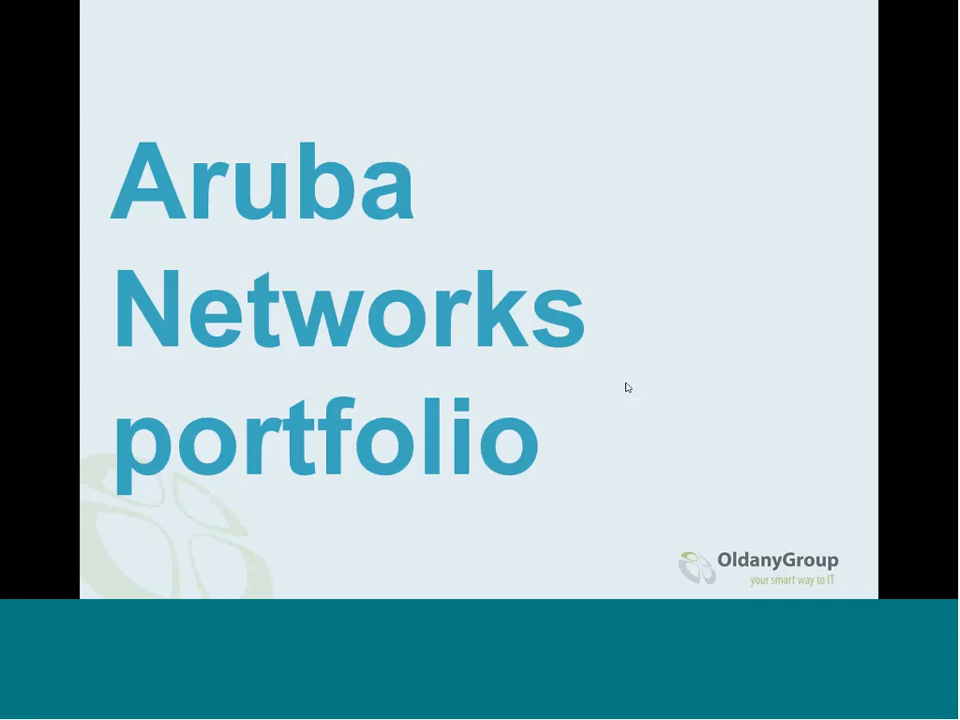 Aruba
Networks
portfolio
OldanyGroup
your smart way to IT